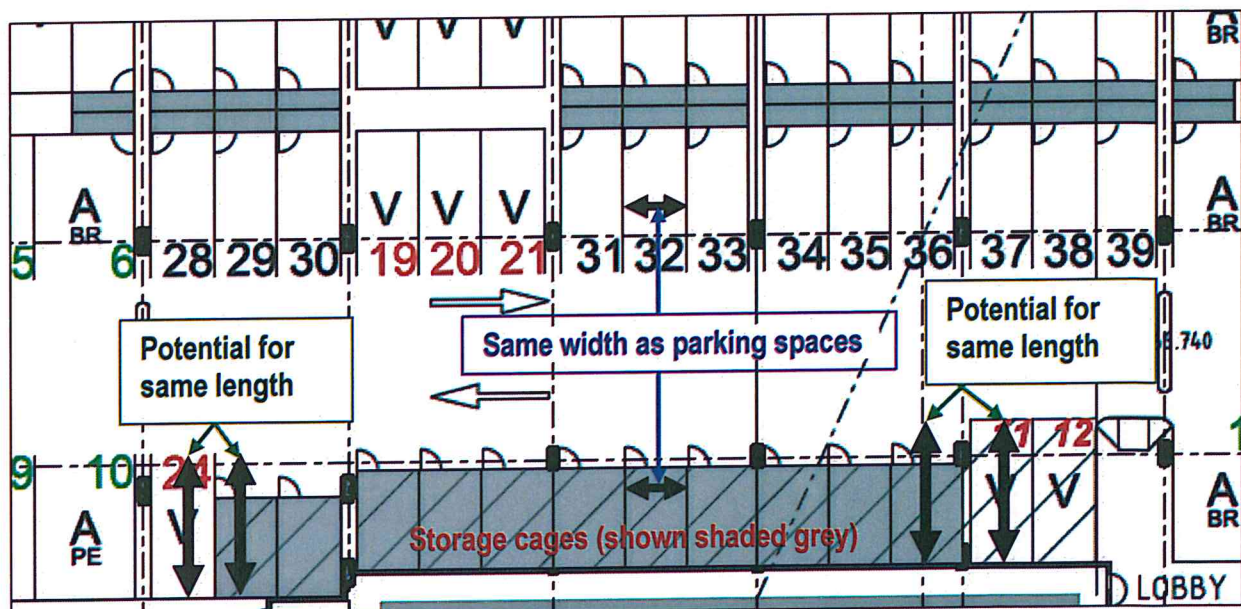 V V V
A
BR
A
BR
V V V
A
BR
5 6 28 29 30 19 20 21 31 32 33 34 35 36 37 38 39
Potential for
same length
Same width as parking spaces
Potential for
same length
.740
9 10 24
12
1
A
PE
V
V V
A
BR
Storage cages (shown shaded grey)
LOBBY